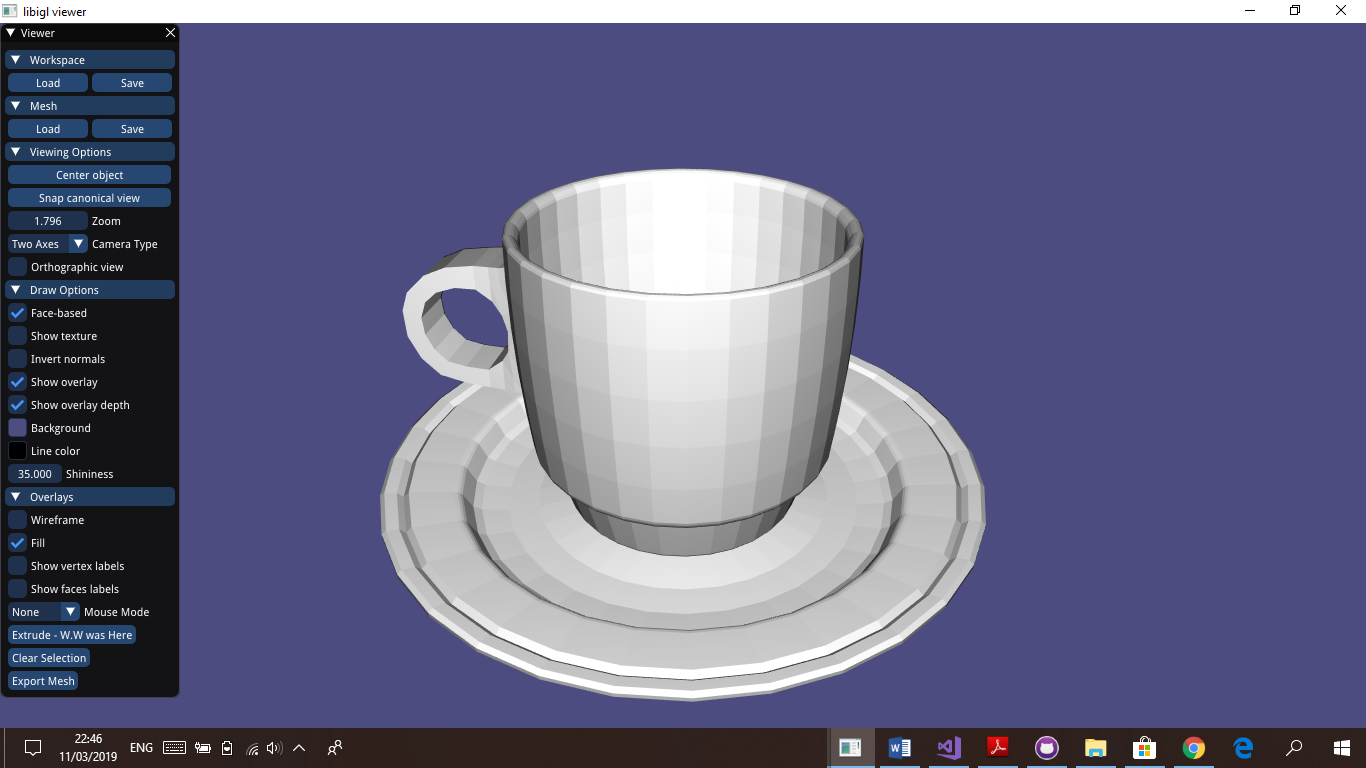 libigl viewer
Viewer
Workspace
Load Save
Mesh
Load Save
Viewing Options
Center object
Snap canonical view
1.796 Zoom
Two Axes Camera Type
Orthographic view
Draw Options
Face-based
Show texture
Invert normals
Show overlay
Show overlay depth
Background
Line color
35.000 Shininess
Overlays
Wireframe
Fill
Show vertex labels
Show faces labels
None Mouse Mode
Extrude - W.W was Here
Clear Selection
Export Mesh
22:46
11/03/2019
ENG